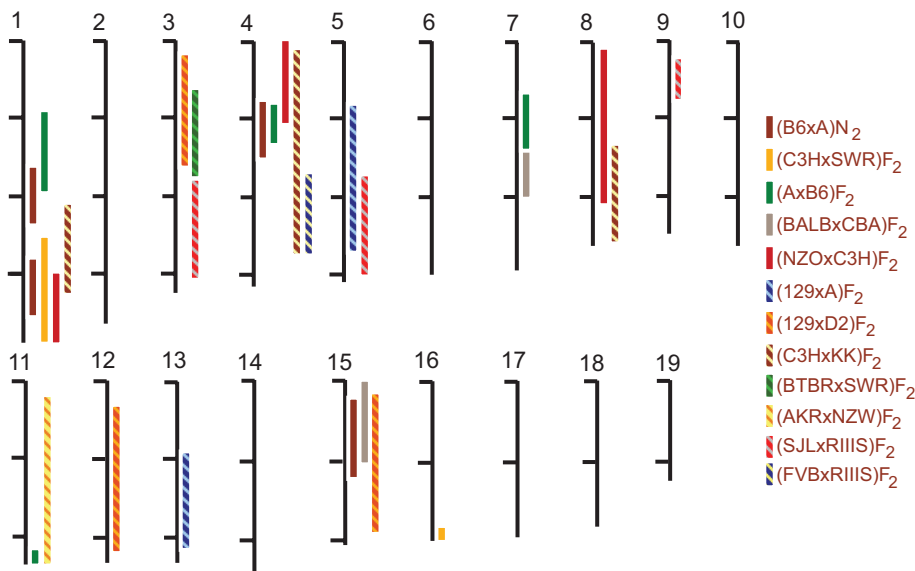 1 2 3 4 5 6 7 8 9 10
(B6xA)N2
(C3HxSWR)F2
(AxB6)F2
(BALBxCBA)F2
(NZOxC3H)F2
(129xA)F2
(129xD2)F2
(C3HxKK)F2
(BTBRxSWR)F2
(AKRxNZW)F2
(SJLxRIIIS)F2
(FVBxRIIIS)F2
11 12 13 14 15 16 17 18 19